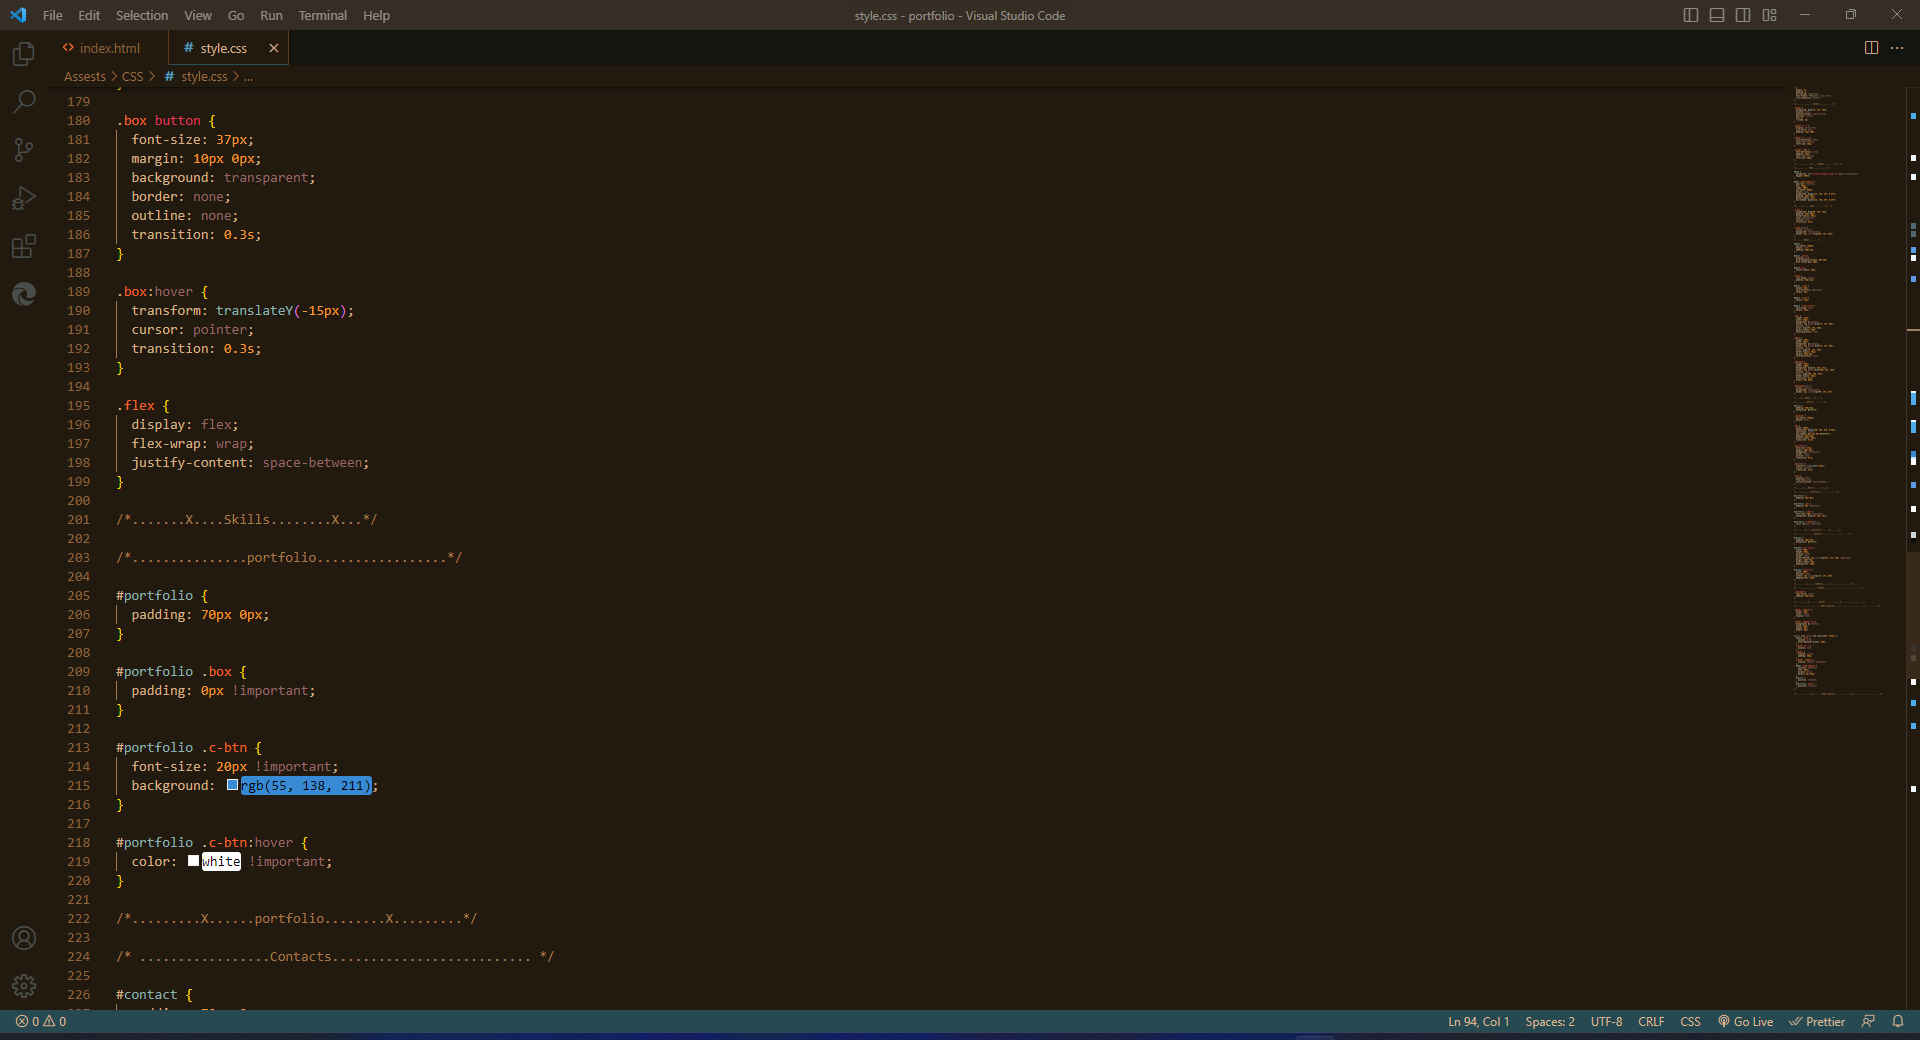 File Edit Selection View Go Run Terminal Help
style.css - portfolio - Visual Studio Code
index.html
# style.css
Assests > CSS > # style.css > ...
179
180 .box button {
181 font-size: 37px;
182 margin: 10px 0px;
183 background: transparent;
184 border: none;
185 outline: none;
186 transition: 0.3s;
187 }
188
189 .box:hover {
190 transform: translateY(-15px);
191 cursor: pointer;
192 transition: 0.3s;
193 }
194
195 .flex {
196 display: flex;
197 flex-wrap: wrap;
198 justify-content: space-between;
199 }
200
201 /*.......X....Skills........X...*/
202
203 /*...............portfolio.................*/
204
205 #portfolio {
206 padding: 70px 0px;
207 }
208
209 #portfolio .box {
210 padding: 0px !important;
211 }
212
213 #portfolio .c-btn {
214 font-size: 20px !important;
215 background: rgb(55, 138, 211);
216 }
217
218 #portfolio .c-btn:hover {
219 color: white !important;
220 }
221
222 /*.........X......portfolio........X.........*/
223
224 /* .................Contacts.......................... */
225
226 #contact {
0 0
Ln 94, Col 1 Spaces: 2 UTF-8 CRLF CSS Go Live Prettier